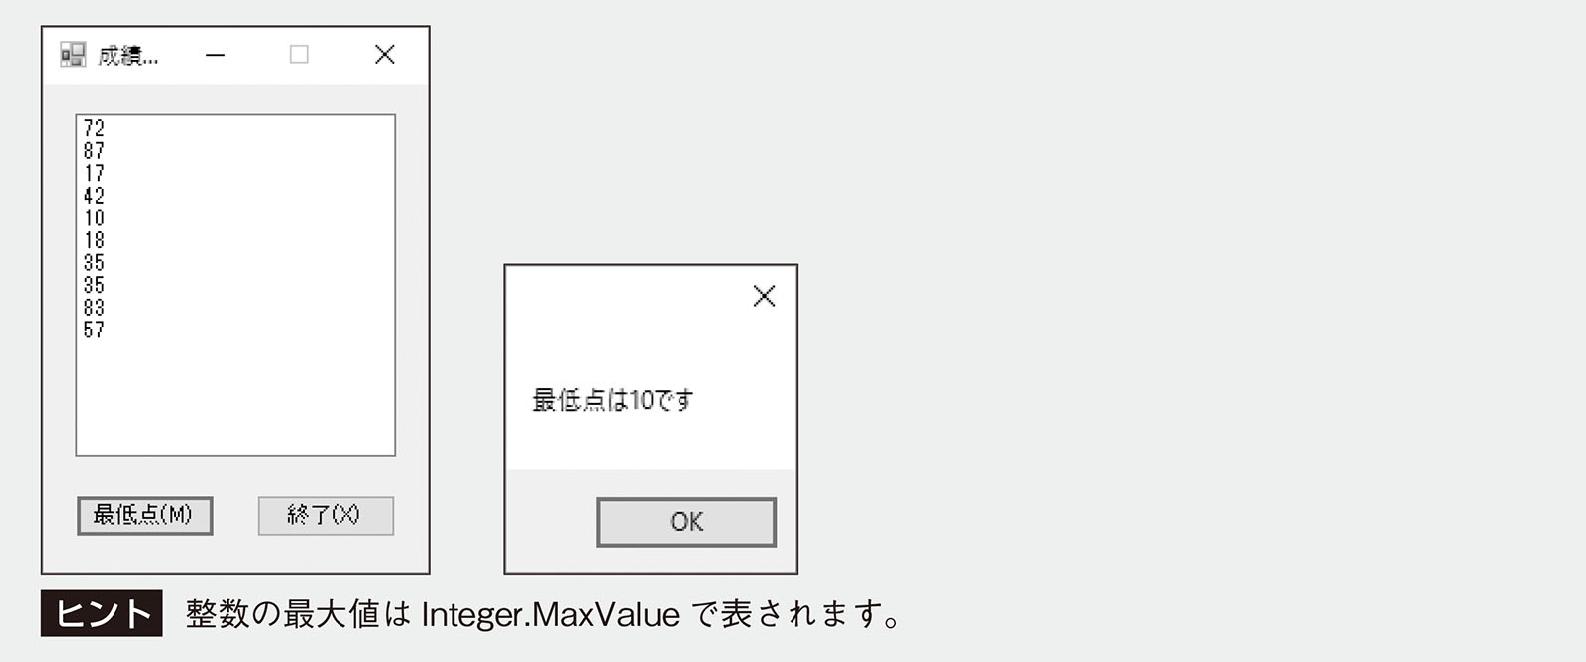 成績...
72
87
17
42
10
18
35
35
83
57
最低点(M)
終了(X)
最低点は10です
OK
ヒント 整数の最大値は Integer.MaxValue で表されます。